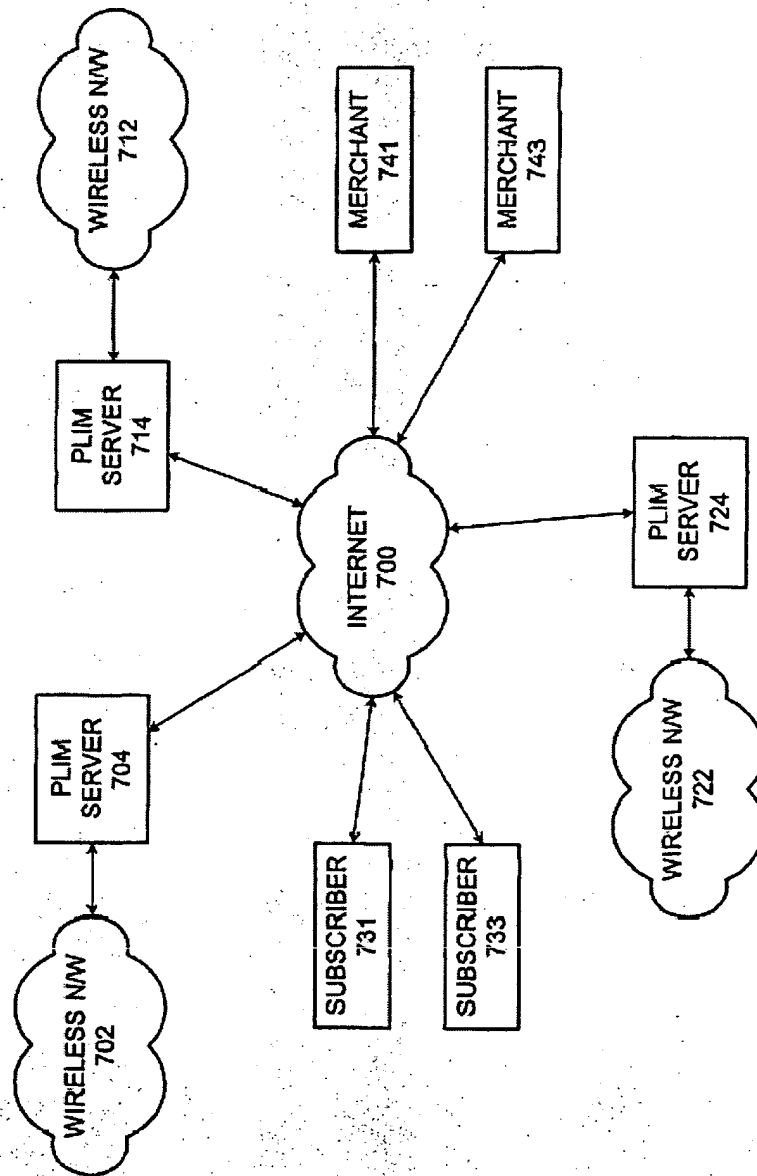 WIRELESS N/W
702
PLIM
SERVER
704
PLIM
SERVER
714
WIRELESS N/W
712
SUBSCRIBER
731
SUBSCRIBER
733
INTERNET
700
MERCHANT
741
MERCHANT
743
WIRELESS N/W
722
PLIM
SERVER
724